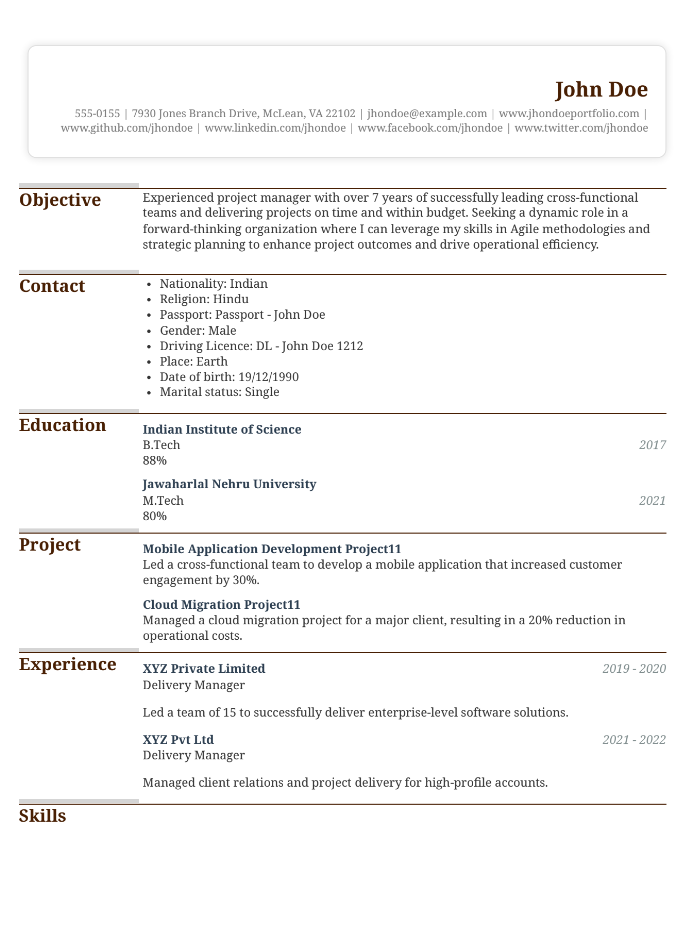 John Doe
555-0155 | 7930 Jones Branch Drive, McLean, VA 22102 | jhondoe@example.com | www.jhondoeportfolio.com |
www.github.com/jhondoe | www.linkedin.com/jhondoe | www.facebook.com/jhondoe | www.twitter.com/jhondoe
Objective
Experienced project manager with over 7 years of successfully leading cross-functional
teams and delivering projects on time and within budget. Seeking a dynamic role in a
forward-thinking organization where I can leverage my skills in Agile methodologies and
strategic planning to enhance project outcomes and drive operational efficiency.
Contact
• Nationality: Indian
• Religion: Hindu
• Passport: Passport - John Doe
• Gender: Male
• Driving Licence: DL - John Doe 1212
• Place: Earth
• Date of birth: 19/12/1990
• Marital status: Single
Education
Indian Institute of Science
B.Tech 2017
88%
Jawaharlal Nehru University
M.Tech 2021
80%
Project
Mobile Application Development Project11
Led a cross-functional team to develop a mobile application that increased customer
engagement by 30%.
Cloud Migration Project11
Managed a cloud migration project for a major client, resulting in a 20% reduction in
operational costs.
Experience
XYZ Private Limited 2019 - 2020
Delivery Manager
Led a team of 15 to successfully deliver enterprise-level software solutions.
XYZ Pvt Ltd 2021 - 2022
Delivery Manager
Managed client relations and project delivery for high-profile accounts.
Skills